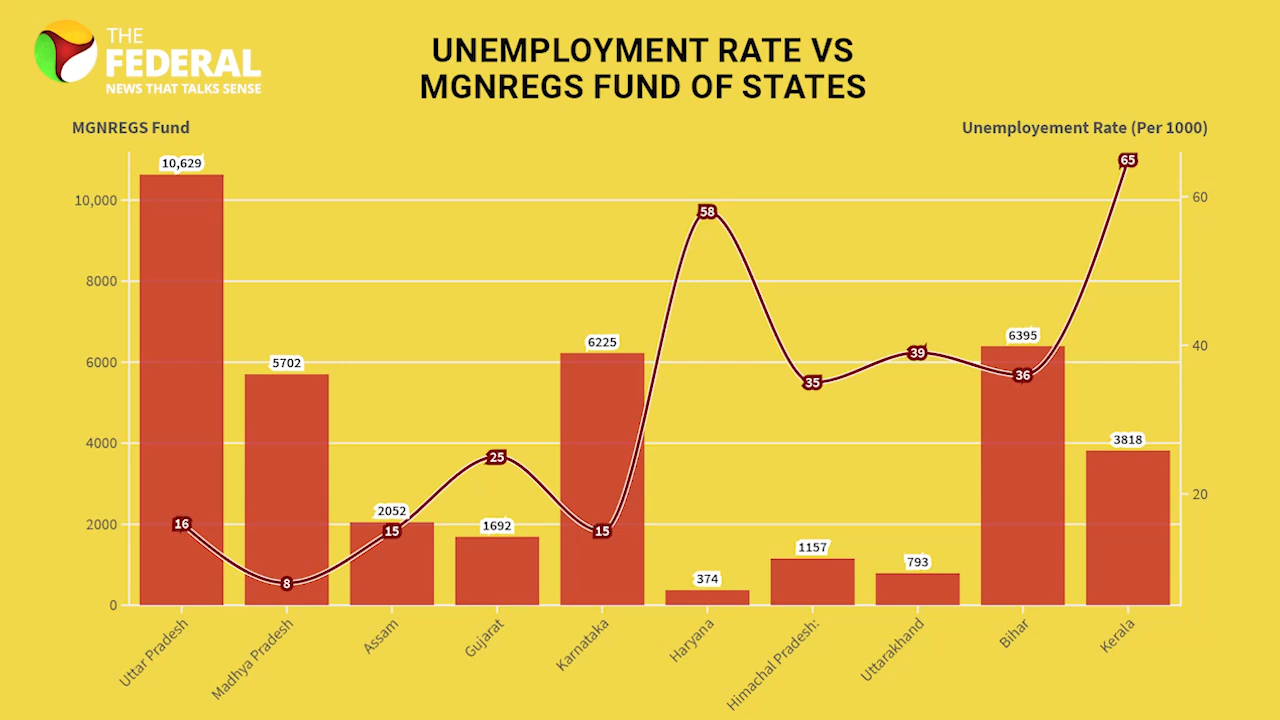 THE
FEDERAL
NEWS THAT TALKS SENSE
UNEMPLOYMENT RATE VS
MGNREGS FUND OF STATES
MGNREGS Fund
Unemployement Rate (Per 1000)
10,629
65
10,000
60
58
8000
6225
6395
6000
5702
39
40
35
36
4000
3818
25
2052
1692
20
2000
16
15
15
1157
793
374
8
0
Uttar Pradesh
Madhya Pradesh
Assam
Gujarat
Karnataka
Haryana
Himachal Pradesh:
Uttarakhand
Bihar
Kerala